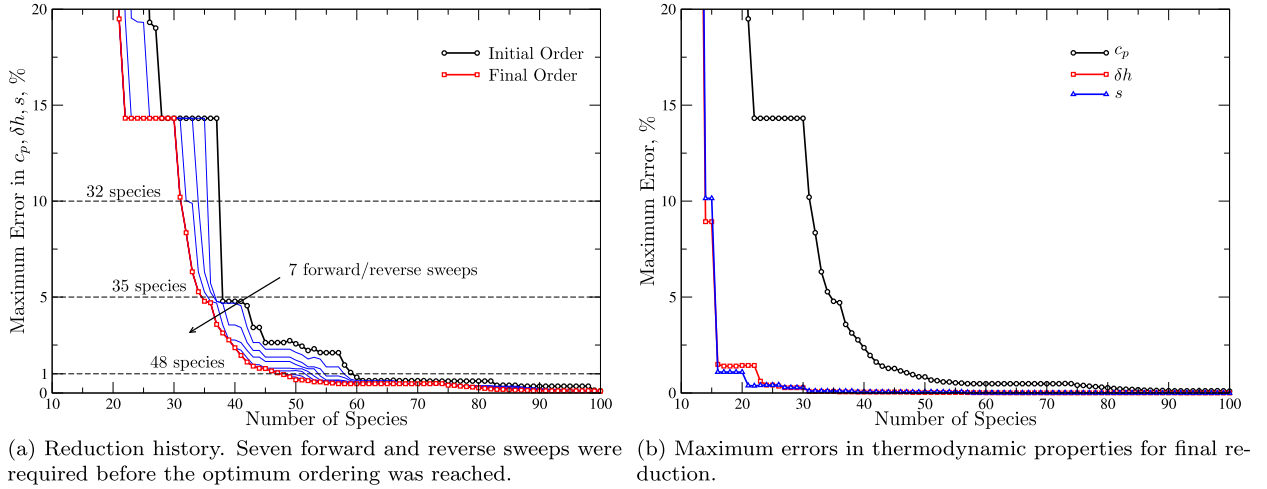 20
15
10
5
1
0
Maximum Error in c_p, δh, s, %
Initial Order
Final Order
32 species
35 species
48 species
7 forward/reverse sweeps
10 20 30 40 50 60 70 80 90 100
Number of Species
(a) Reduction history. Seven forward and reverse sweeps were
required before the optimum ordering was reached.
20
15
10
5
0
Maximum Error, %
c_p
δh
s
10 20 30 40 50 60 70 80 90 100
Number of Species
(b) Maximum errors in thermodynamic properties for final re-
duction.